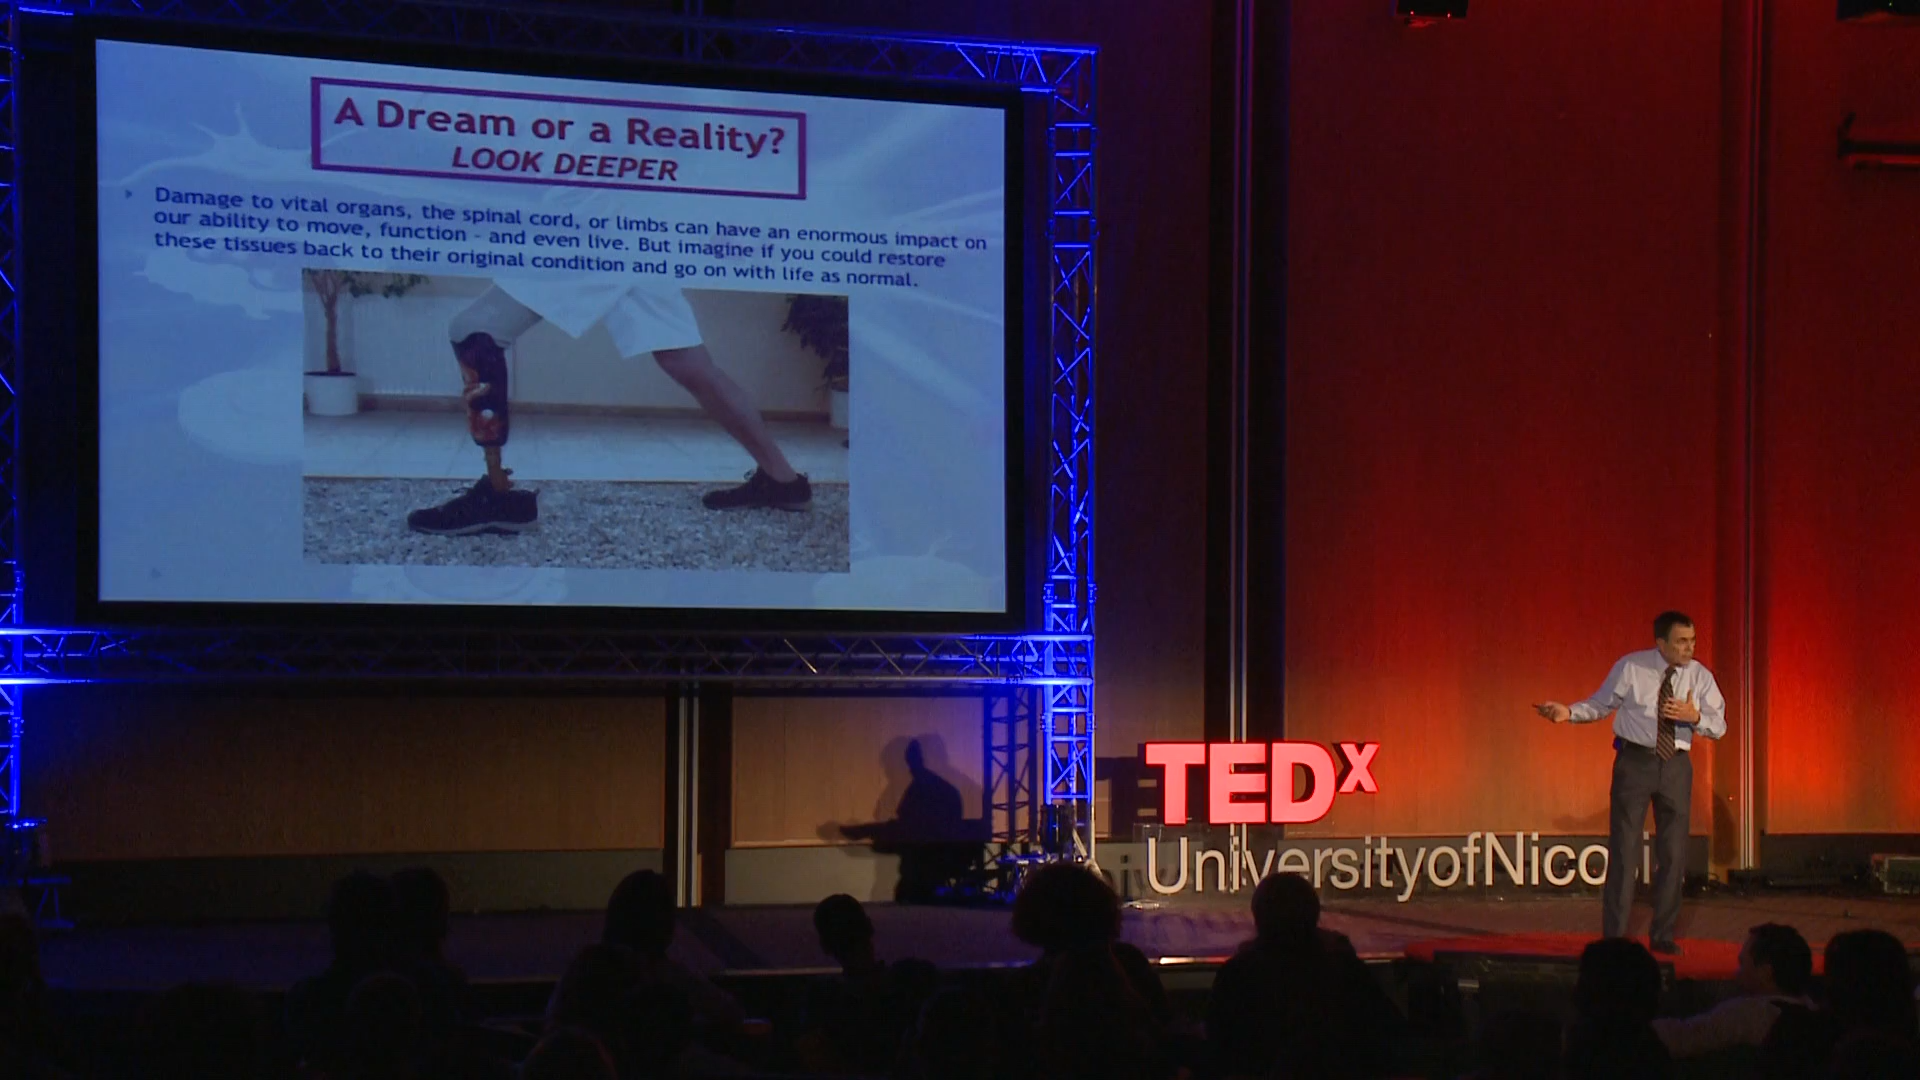 A Dream or a Reality?
LOOK DEEPER
Damage to vital organs, the spinal cord, or limbs can have an enormous impact on
our ability to move, function - and even live. But imagine if you could restore
these tissues back to their original condition and go on with life as normal.
TEDx
UniversityofNicosi